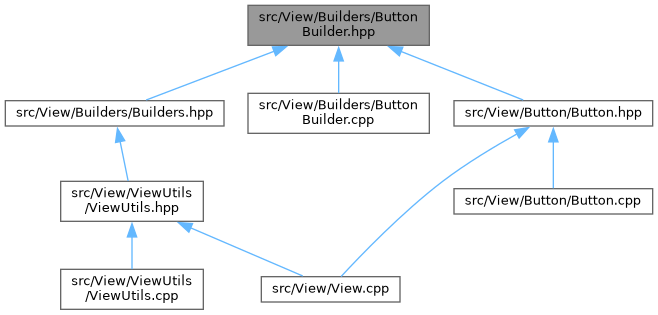 src/View/Builders/Button
Builder.hpp
src/View/Builders/Builders.hpp
src/View/Builders/Button
Builder.cpp
src/View/Button/Button.hpp
src/View/ViewUtils
/ViewUtils.hpp
src/View/Button/Button.cpp
src/View/ViewUtils
/ViewUtils.cpp
src/View/View.cpp